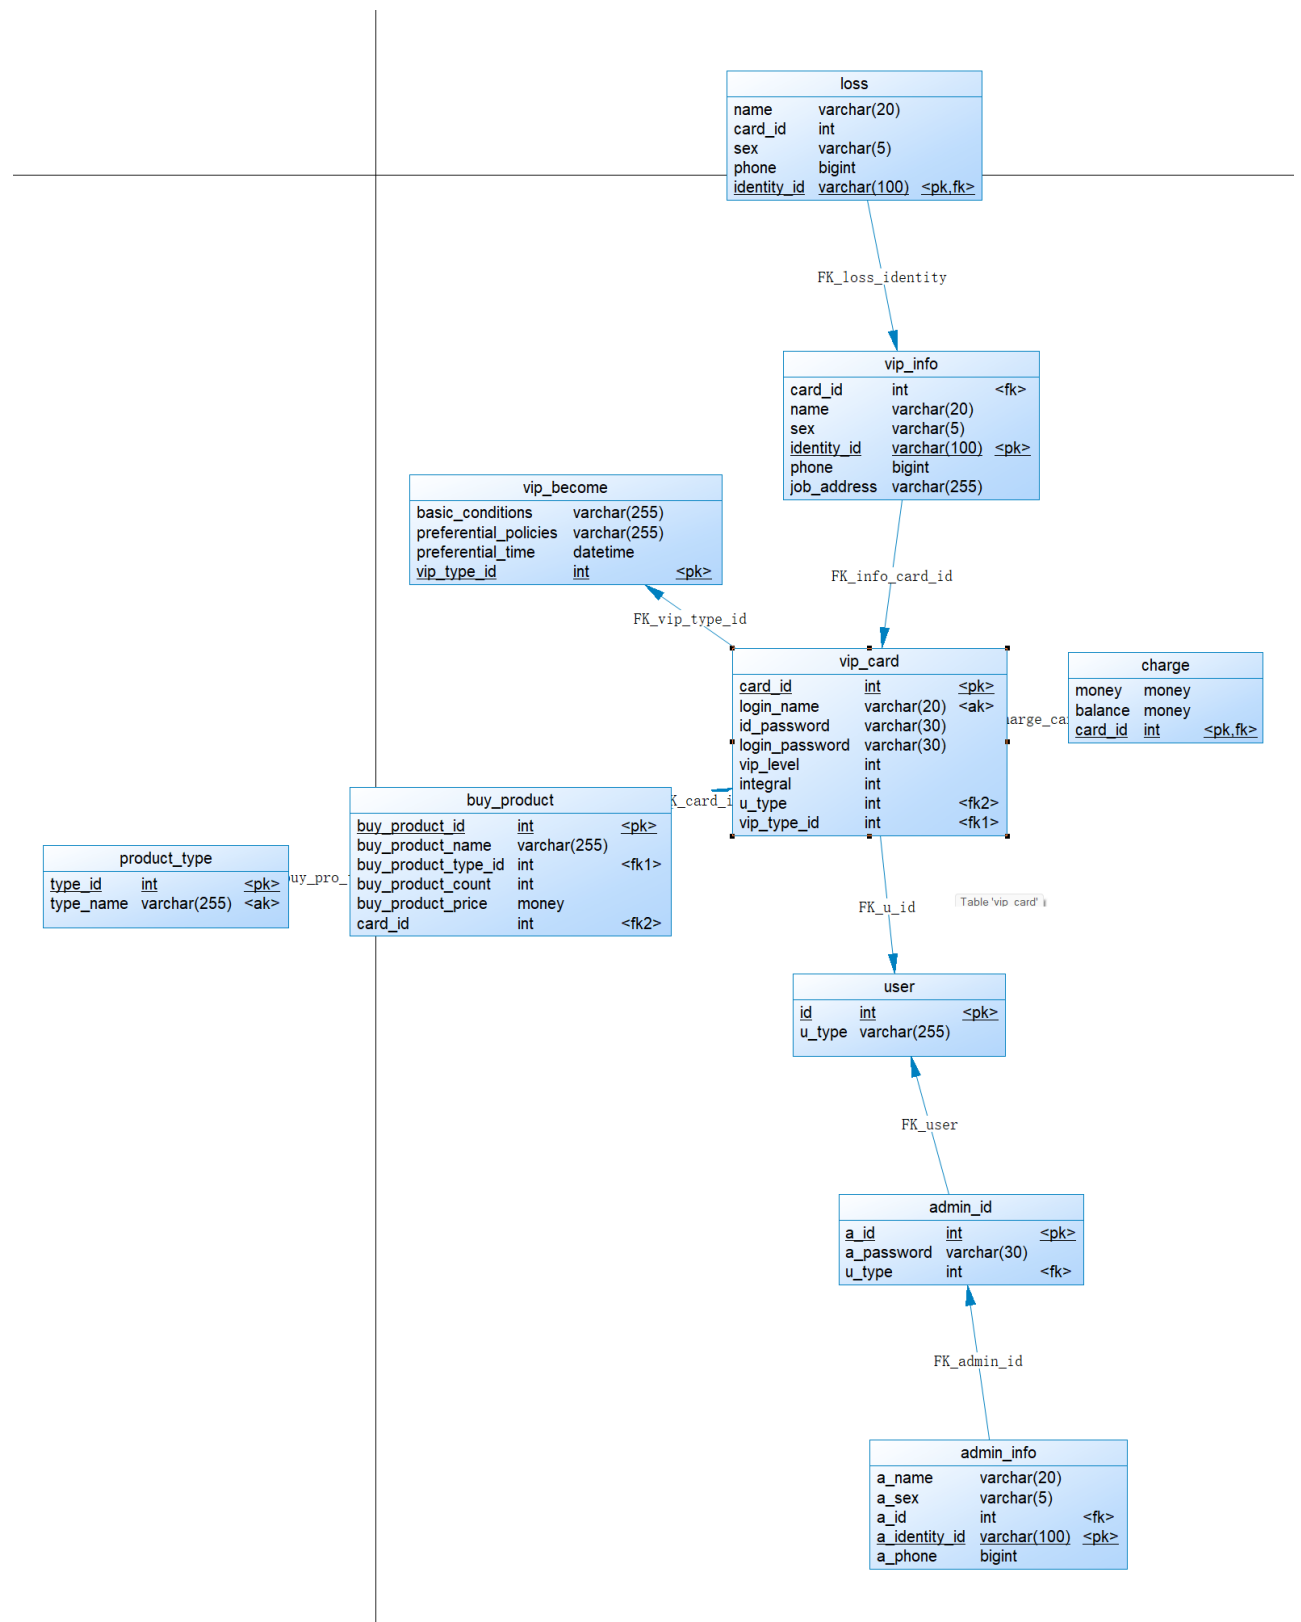 loss
name varchar(20)
card_id int
sex varchar(5)
phone bigint
identity_id varchar(100) <pk,fk>
FK_loss_identity
vip_info
card_id int <fk>
name varchar(20)
sex varchar(5)
identity_id varchar(100) <pk>
phone bigint
job_address varchar(255)
vip_become
basic_conditions varchar(255)
preferential_policies varchar(255)
preferential_time datetime
vip_type_id int <pk>
FK_info_card_id
FK_vip_type_id
vip_card
card_id int <pk>
login_name varchar(20) <ak>
id_password varchar(30)
login_password varchar(30)
vip_level int
integral int
u_type int <fk2>
vip_type_id int <fk1>
charge
money money
balance money
card_id int <pk,fk>
buy_product
buy_product_id int <pk>
buy_product_name varchar(255)
buy_product_type_id int <fk1>
buy_product_count int
buy_product_price money
card_id int <fk2>
product_type
type_id int <pk>
type_name varchar(255) <ak>
FK_u_id
Table 'vip_card'
user
id int <pk>
u_type varchar(255)
FK_user
admin_id
a_id int <pk>
a_password varchar(30)
u_type int <fk>
FK_admin_id
admin_info
a_name varchar(20)
a_sex varchar(5)
a_id int <fk>
a_identity_id varchar(100) <pk>
a_phone bigint